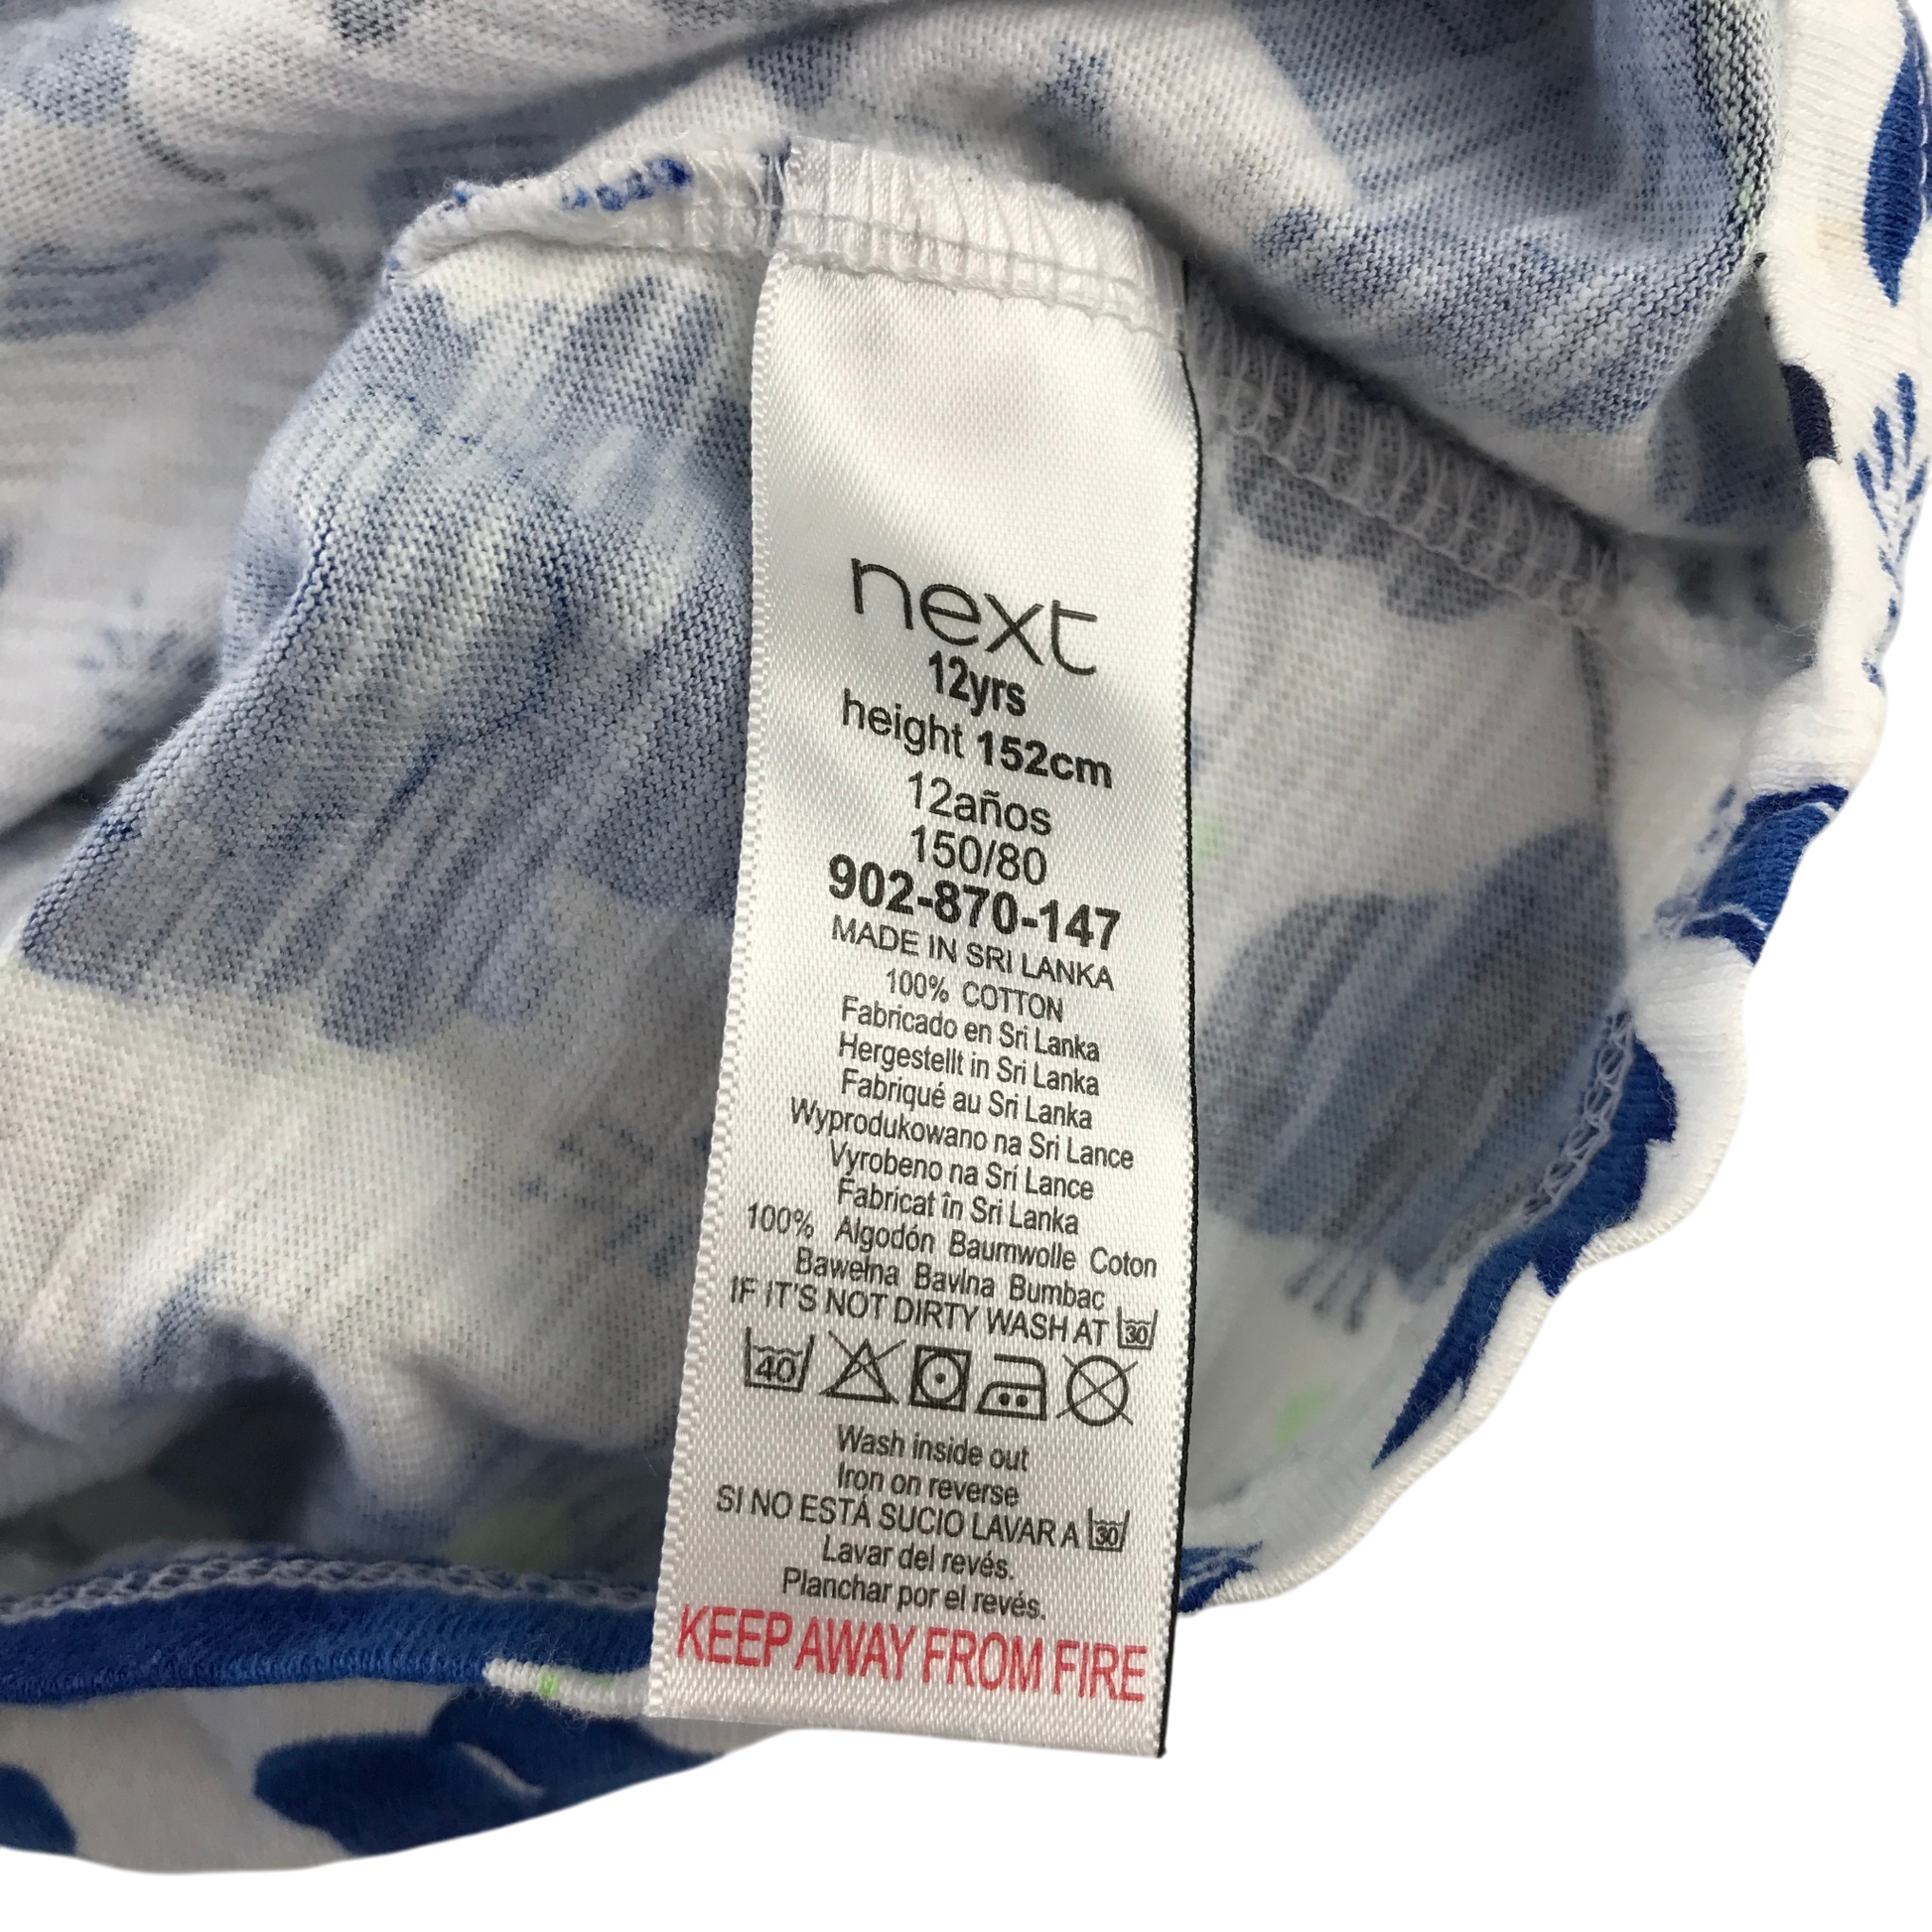 next
12yrs
height 152cm
12años
150/80
902-870-147
MADE IN SRI LANKA
100% COTTON
Fabricado en Sri Lanka
Hergestellt in Sri Lanka
Fabriqué au Sri Lanka
Wyprodukowano na Sri Lance
Vyrobeno na Srí Lance
Fabricat în Sri Lanka
100% Algodón Baumwolle Coton
Bawełna Bavlna Bumbac
IF IT'S NOT DIRTY WASH AT 30
40
Wash inside out
Iron on reverse
SI NO ESTÁ SUCIO LAVAR A 30
Lavar del revés.
Planchar por el revés.
KEEP AWAY FROM FIRE